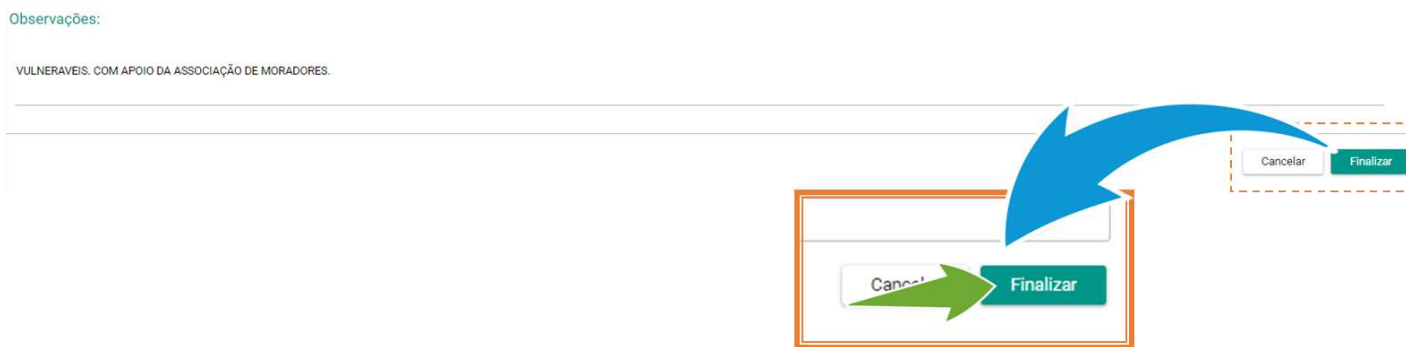 Observações:
VULNERAVEIS. COM APOIO DA ASSOCIAÇÃO DE MORADORES.
Cancelar Finalizar
Finalizar